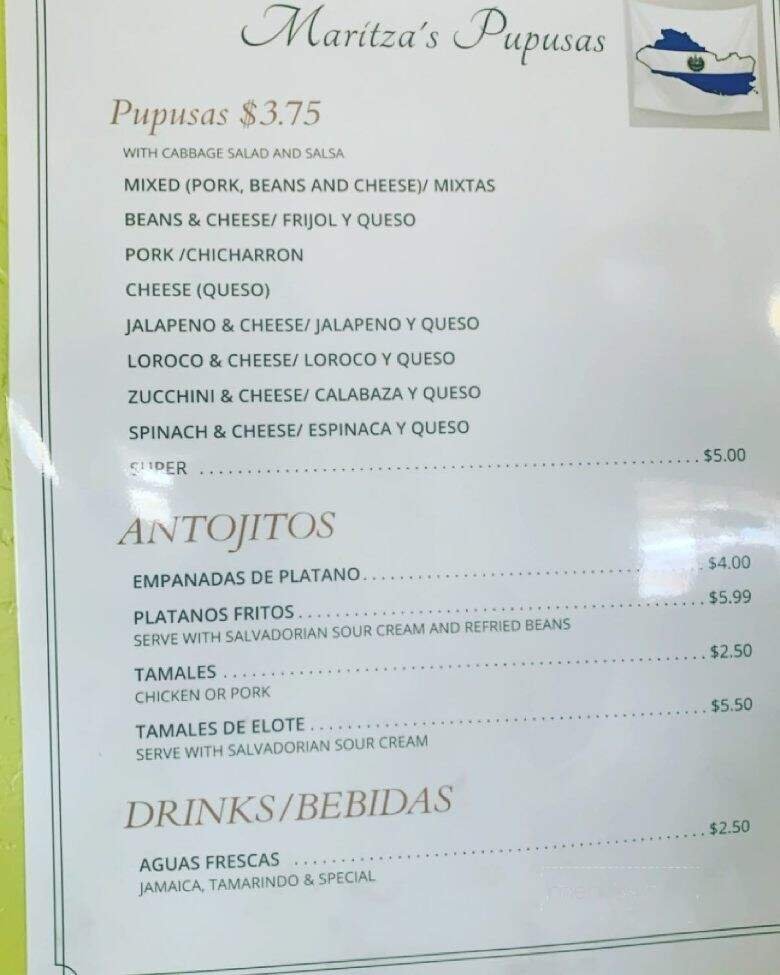 Maritza's Pupusas
Pupusas $3.75
WITH CABBAGE SALAD AND SALSA
MIXED (PORK, BEANS AND CHEESE)/ MIXTAS
BEANS & CHEESE/ FRIJOL Y QUESO
PORK /CHICHARRON
CHEESE (QUESO)
JALAPENO & CHEESE/ JALAPENO Y QUESO
LOROCO & CHEESE/ LOROCO Y QUESO
ZUCCHINI & CHEESE/ CALABAZA Y QUESO
SPINACH & CHEESE/ ESPINACA Y QUESO
SUPER $5.00
ANTOJITOS
EMPANADAS DE PLATANO $4.00
PLATANOS FRITOS $5.99
SERVE WITH SALVADORIAN SOUR CREAM AND REFRIED BEANS
TAMALES $2.50
CHICKEN OR PORK
TAMALES DE ELOTE $5.50
SERVE WITH SALVADORIAN SOUR CREAM
DRINKS/BEBIDAS
AGUAS FRESCAS $2.50
JAMAICA, TAMARINDO & SPECIAL